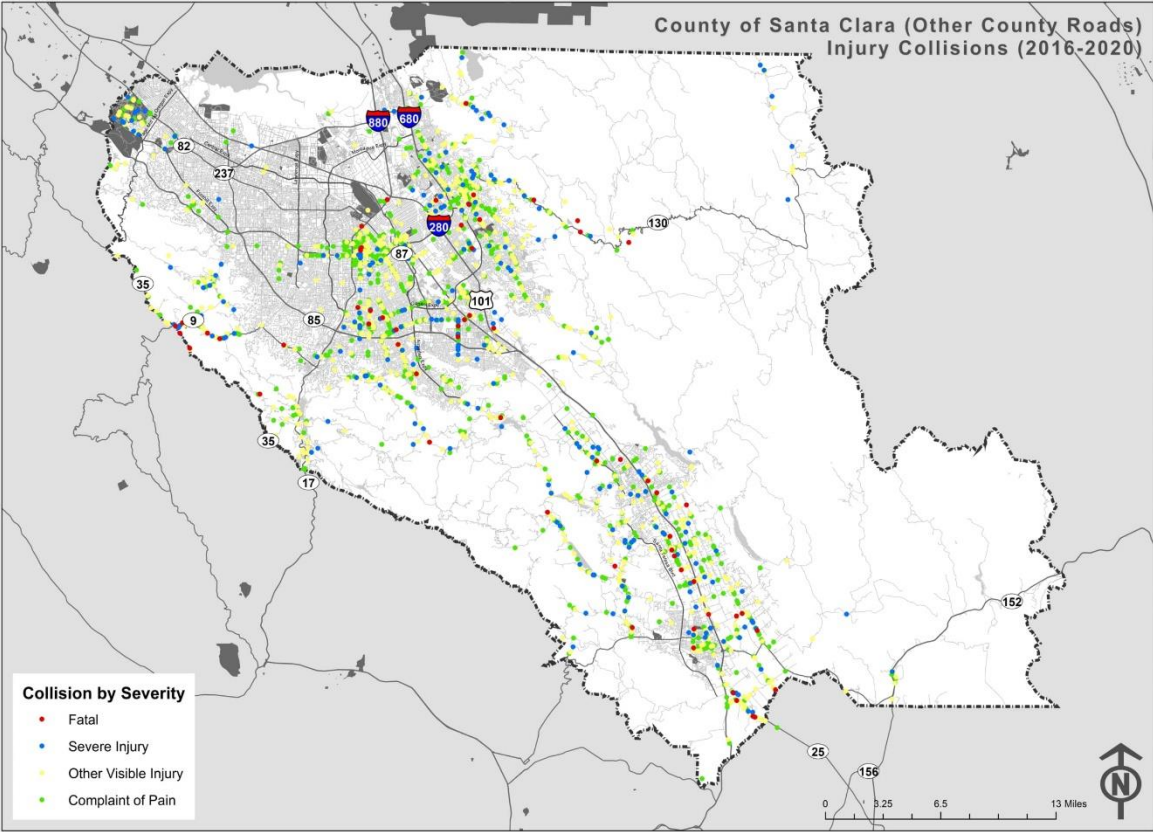 County of Santa Clara (Other County Roads)
Injury Collisions (2016-2020)
880
680
82
237
280
130
87
35
9
85
101
35
17
152
25
156
Collision by Severity
Fatal
Severe Injury
Other Visible Injury
Complaint of Pain
N
0 3.25 6.5 13 Miles